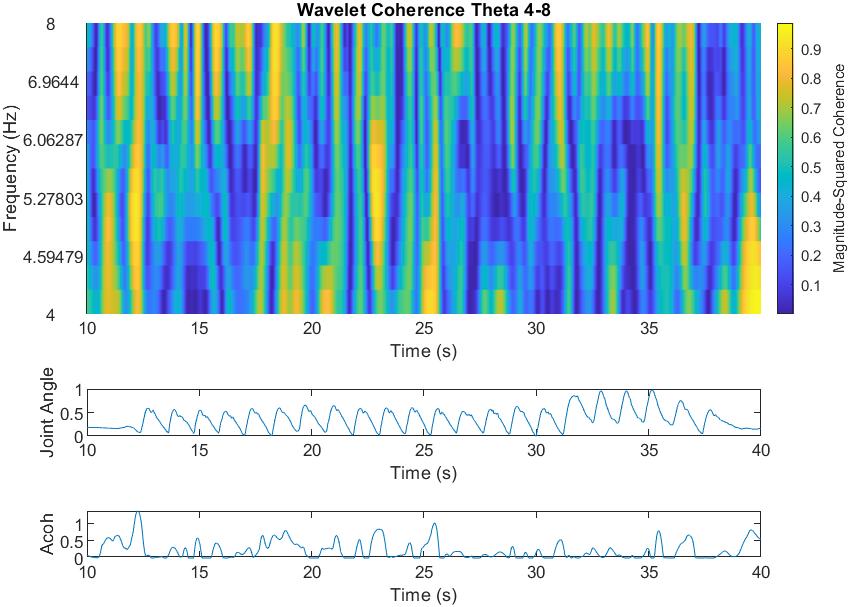 Wavelet Coherence Theta 4-8
8
6.9644
6.06287
5.27803
4.59479
4
Frequency (Hz)
10 15 20 25 30 35
Time (s)
0.9
0.8
0.7
0.6
0.5
0.4
0.3
0.2
0.1
Magnitude-Squared Coherence
Joint Angle
1
0.5
0
10 15 20 25 30 35 40
Time (s)
Acoh
1
0.5
0
10 15 20 25 30 35 40
Time (s)